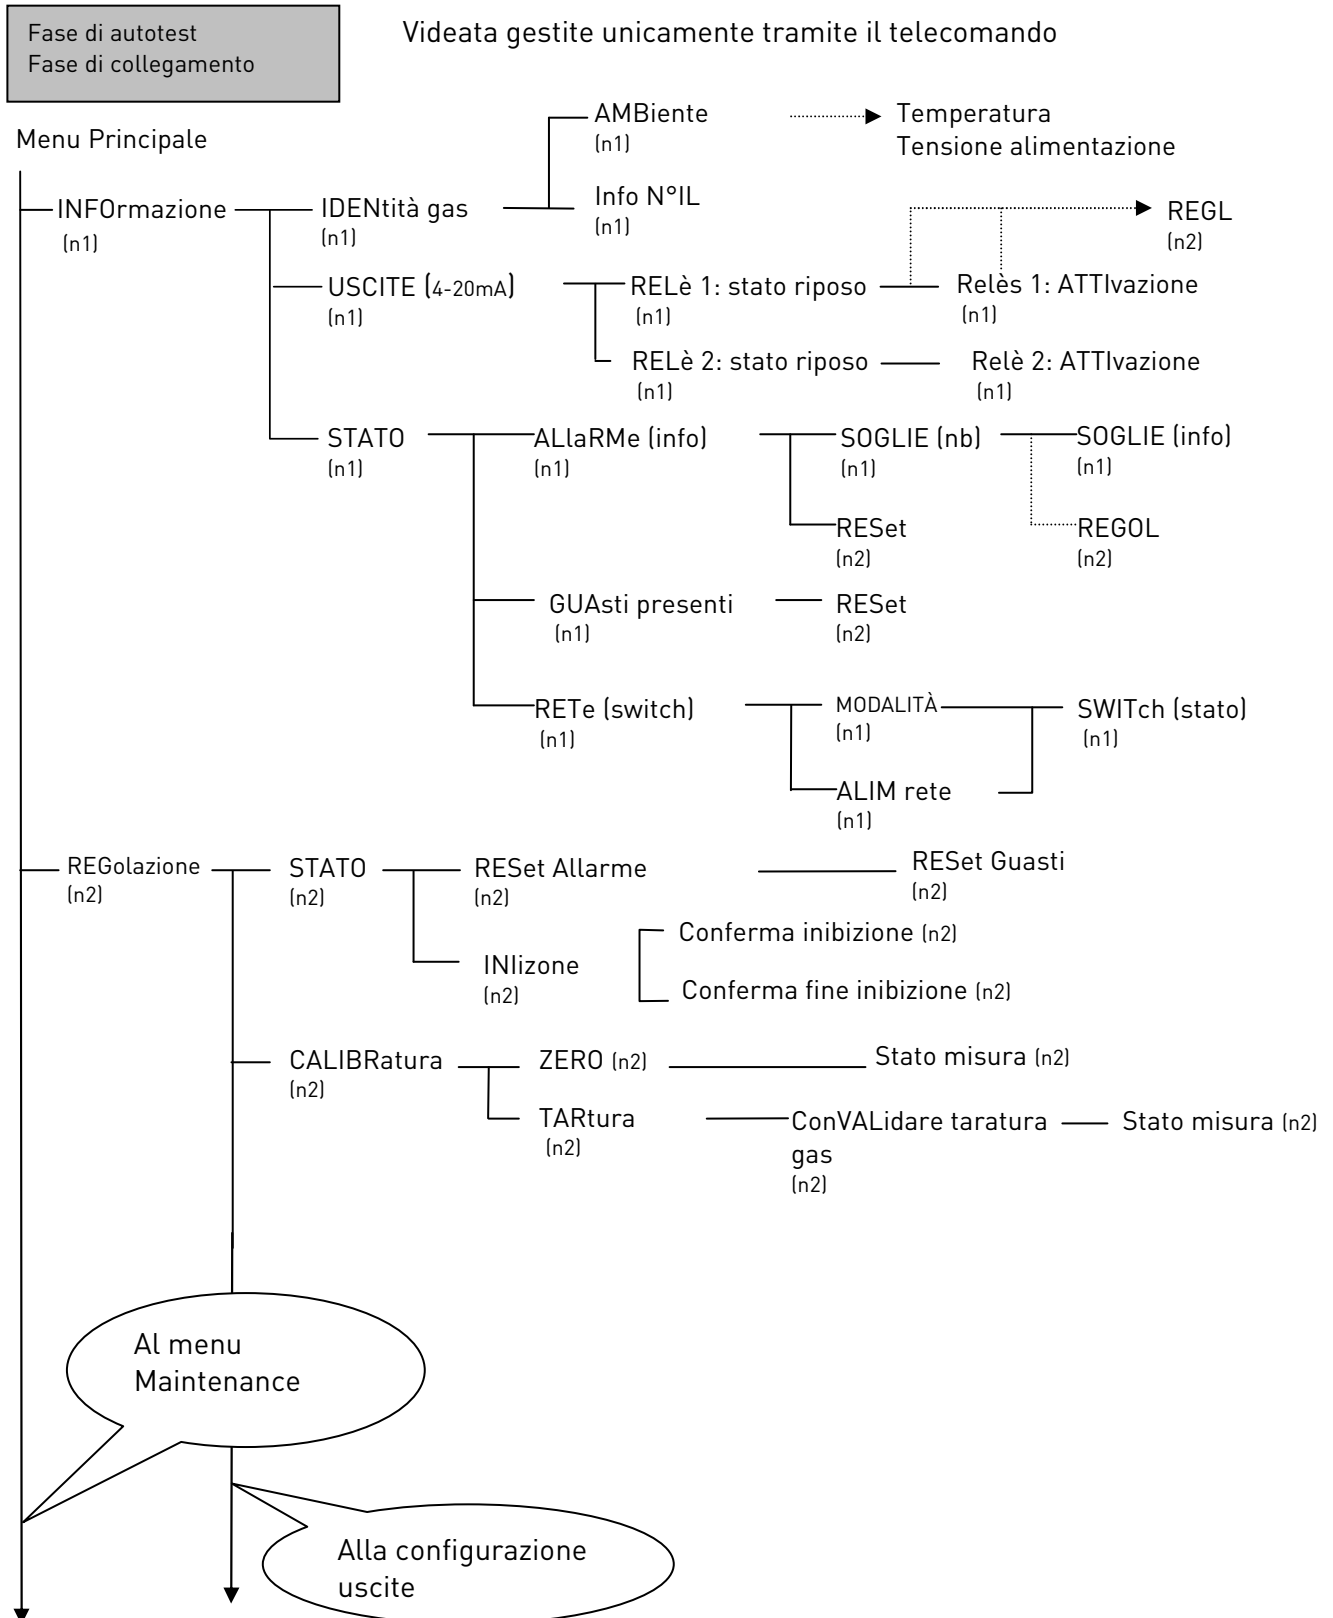 Fase di autotest
Fase di collegamento
Videata gestite unicamente tramite il telecomando
Menu Principale
AMBiente
(n1)
Temperatura
Tensione alimentazione
INFOrmazione
(n1)
IDENtità gas
(n1)
Info N°IL
(n1)
REGL
(n2)
USCITE (4-20mA)
(n1)
RELè 1: stato riposo
(n1)
Relès 1: ATTIvazione
(n1)
RELè 2: stato riposo
(n1)
Relè 2: ATTIvazione
(n1)
STATO
(n1)
ALlaRMe (info)
(n1)
SOGLIE (nb)
(n1)
SOGLIE (info)
(n1)
RESet
(n2)
REGOL
(n2)
GUAsti presenti
(n1)
RESet
(n2)
RETe (switch)
(n1)
MODALITÀ
(n1)
SWITch (stato)
(n1)
ALIM rete
(n1)
REGolazione
(n2)
STATO
(n2)
RESet Allarme
(n2)
RESet Guasti
(n2)
INIizone
(n2)
Conferma inibizione (n2)
Conferma fine inibizione (n2)
CALIBRatura
(n2)
ZERO (n2)
Stato misura (n2)
TARtura
(n2)
ConVALidare taratura
gas
(n2)
Stato misura (n2)
Al menu
Maintenance
Alla configurazione
uscite